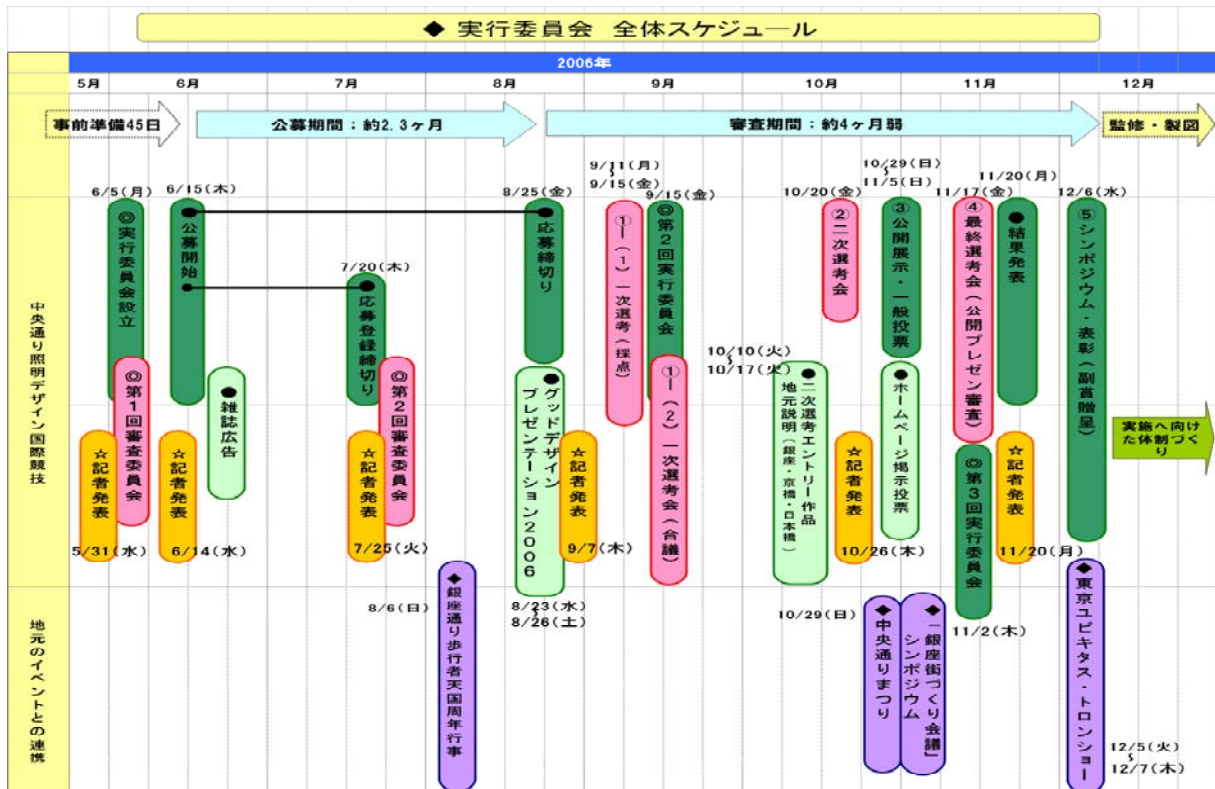 ◆ 実行委員会 全体スケジュール
2006年
5月
6月
7月
8月
9月
10月
11月
12月
事前準備45日
公募期間：約2.3ヶ月
審査期間：約4ヶ月弱
監修・製図
中央通り照明デザイン国際競技
6/5(月)
◎実行委員会設立
◎第1回審査委員会
☆記者発表
5/31(水)
6/15(木)
●公募開始
☆記者発表
6/14(水)
●雑誌広告
7/20(木)
●応募登録締切り
☆記者発表
7/25(火)
◎第2回審査委員会
8/25(金)
●応募締切り
●グッドデザイン
プレゼンテーション2006
8/23(水)
~
8/26(土)
☆記者発表
9/7(木)
9/11(月)
~
9/15(金)
①―(1)一次選考(採点)
9/15(金)
◎第2回実行委員会
①―(2)一次選考会(合議)
10/10(火)
~
10/17(火)
●二次選考エントリー作品
地元説明(銀座・京橋・日本橋)
10/20(金)
②二次選考会
☆記者発表
10/26(木)
10/29(日)
~
11/5(日)
③公開展示・一般投票
●ホームページ掲示投票
11/17(金)
④最終選考会(公開プレゼン審査)
◎第3回実行委員会
11/2(木)
11/20(月)
●結果発表
☆記者発表
11/20(月)
12/6(水)
⑤シンポジウム・表彰(副賞贈呈)
実施へ向け
た体制づく
り
地元のイベントとの連携
8/6(日)
◆銀座通り歩行者天国周年行事
10/29(日)
◆中央通りまつり
◆「銀座街づくり会議」
シンポジウム
◆東京ユビキタス・トロンショー
12/5(火)
~
12/7(木)